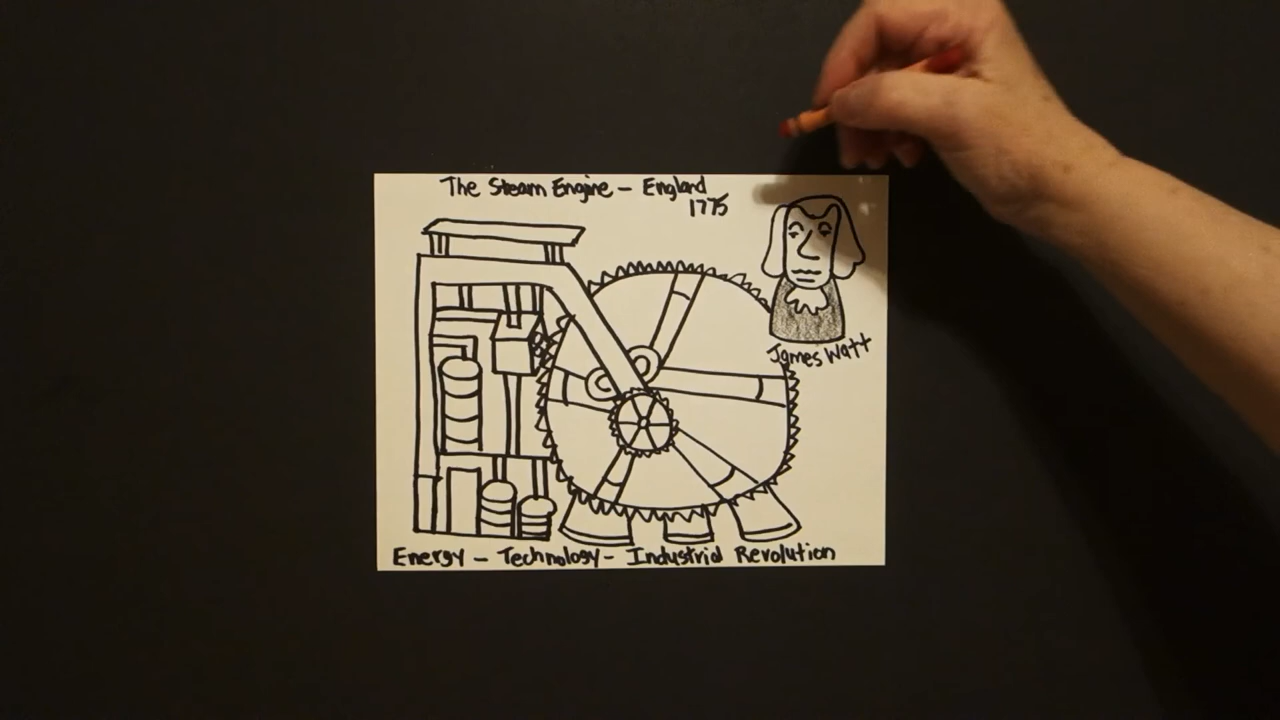 The Steam Engine – England
1775
James Watt
Energy – Technology – Industrial Revolution